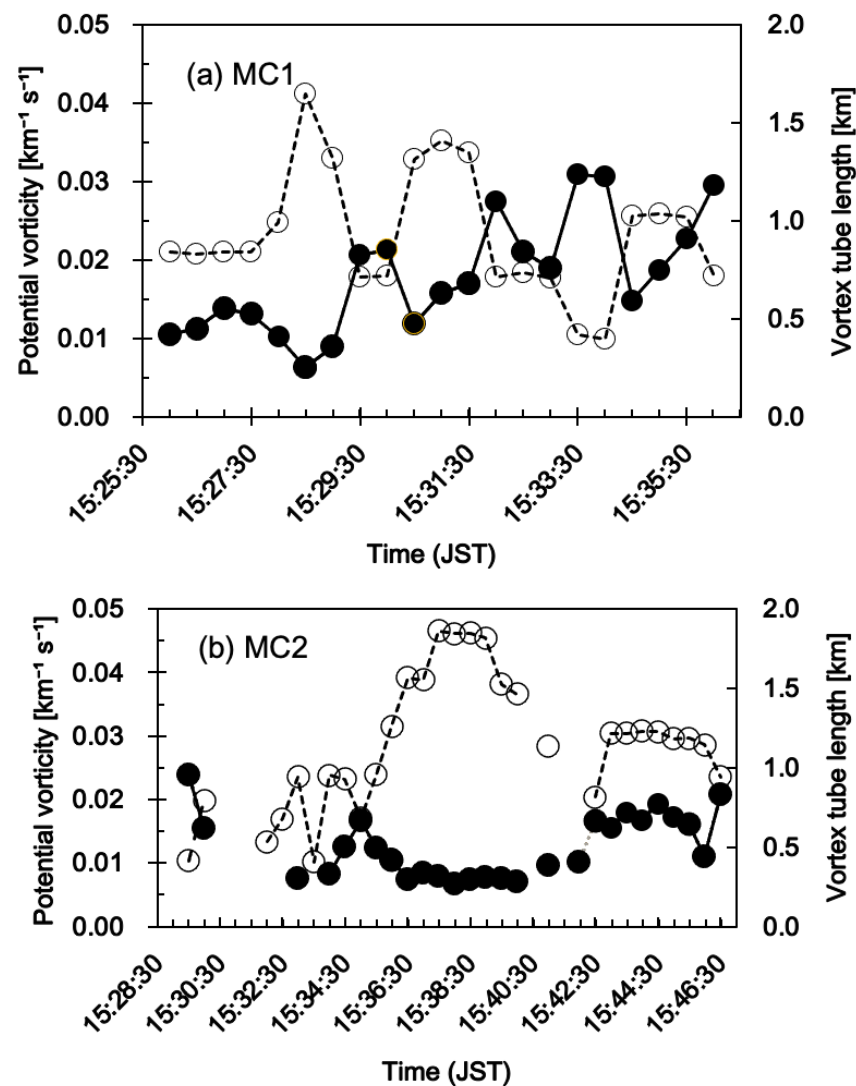 (a) MC1
Potential vorticity [km⁻¹ s⁻¹]
0.05
0.04
0.03
0.02
0.01
0.00
Vortex tube length [km]
2.0
1.5
1.0
0.5
0.0
15:25:30 15:27:30 15:29:30 15:31:30 15:33:30 15:35:30
Time (JST)
(b) MC2
Potential vorticity [km⁻¹ s⁻¹]
0.05
0.04
0.03
0.02
0.01
0.00
Vortex tube length [km]
2.0
1.5
1.0
0.5
0.0
15:28:30 15:30:30 15:32:30 15:34:30 15:36:30 15:38:30 15:40:30 15:42:30 15:44:30 15:46:30
Time (JST)